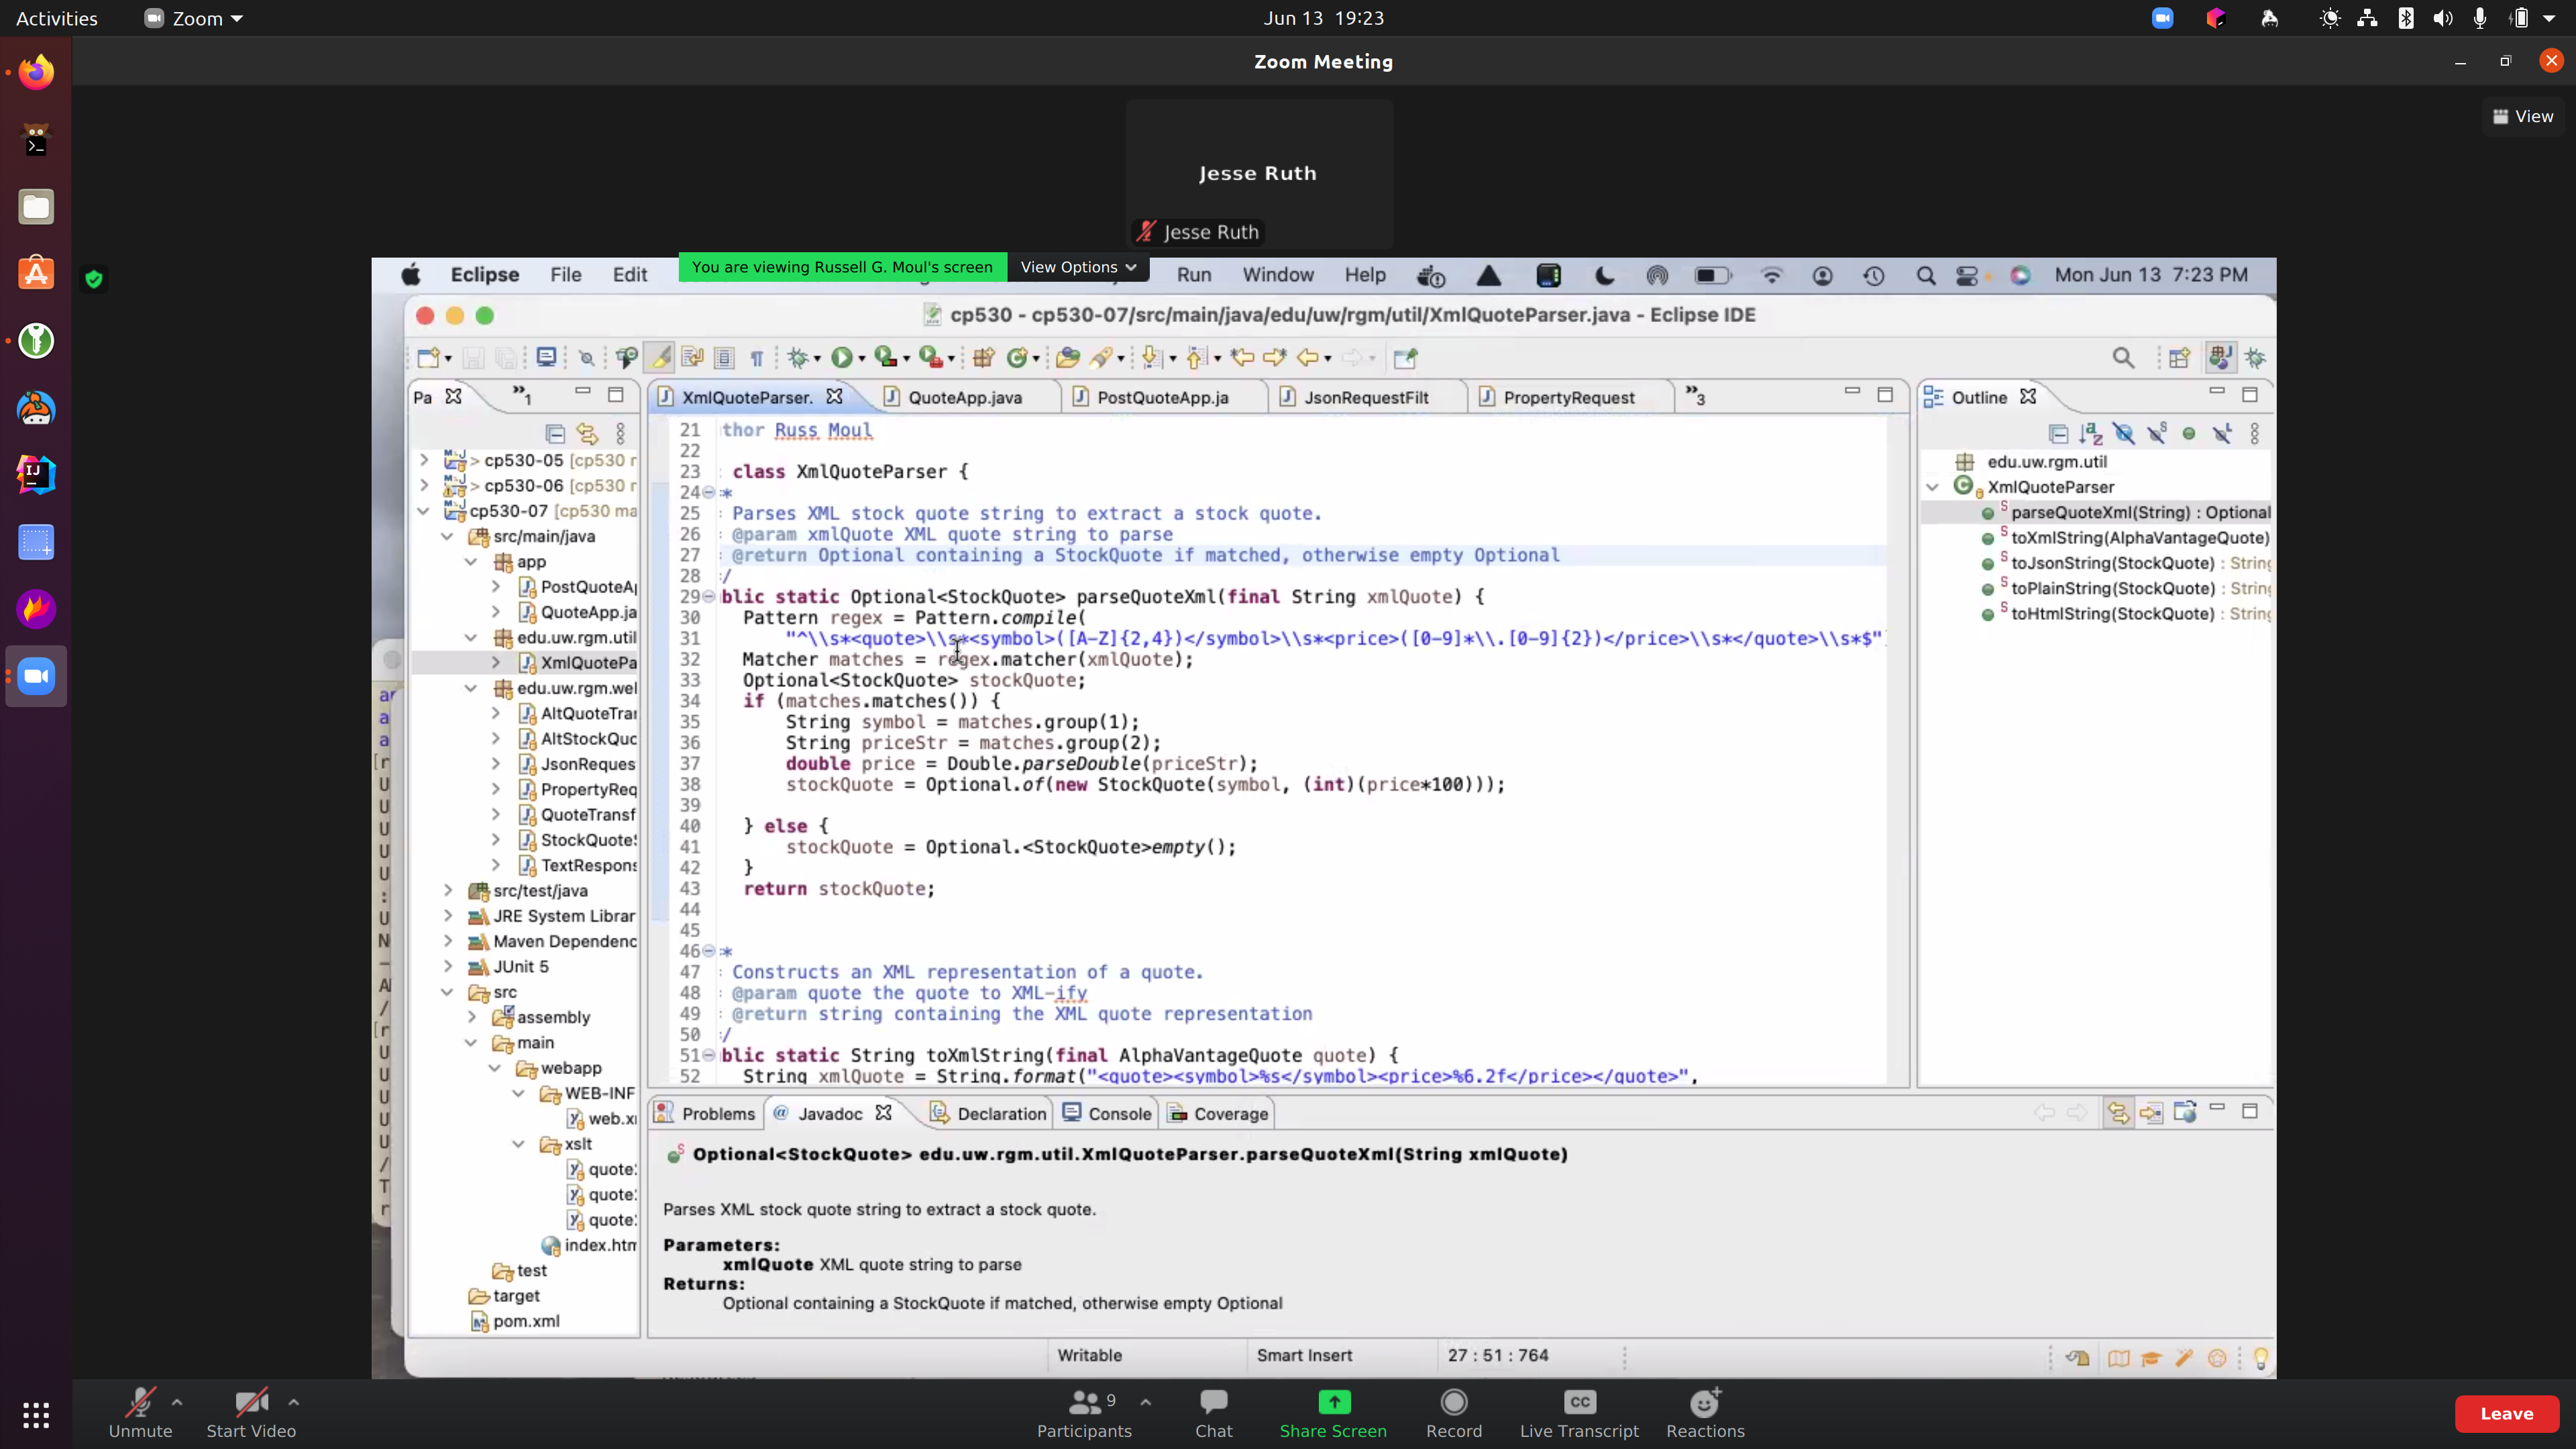 Activities Zoom Jun 13 19:23
Zoom Meeting
View
Jesse Ruth
Jesse Ruth
You are viewing Russell G. Moul's screen View Options
Eclipse File Edit Run Window Help Mon Jun 13 7:23 PM
cp530 - cp530-07/src/main/java/edu/uw/rgm/util/XmlQuoteParser.java - Eclipse IDE
Pa 1
XmlQuoteParser. QuoteApp.java PostQuoteApp.ja JsonRequestFilt PropertyRequest 3
Outline
> cp530-05 [cp530 r
> cp530-06 [cp530 r
cp530-07 [cp530 ma
src/main/java
app
PostQuoteA
QuoteApp.ja
edu.uw.rgm.util
XmlQuotePa
edu.uw.rgm.wel
AltQuoteTra
AltStockQuo
JsonReques
PropertyReq
QuoteTransf
StockQuote
TextRespons
src/test/java
JRE System Librar
Maven Dependenc
JUnit 5
src
assembly
main
webapp
WEB-INF
web.x
xslt
quote
quote
quote
index.htm
test
target
pom.xml
21 thor Russ Moul
22
23 class XmlQuoteParser {
24 *
25 Parses XML stock quote string to extract a stock quote.
26 @param xmlQuote XML quote string to parse
27 @return Optional containing a StockQuote if matched, otherwise empty Optional
28 /
29 blic static Optional<StockQuote> parseQuoteXml(final String xmlQuote) {
30 Pattern regex = Pattern.compile(
31 "^\\s*<quote>\\s*<symbol>([A-Z]{2,4})</symbol>\\s*<price>([0-9]*\\.[0-9]{2})</price>\\s*</quote>\\s*$"
32 Matcher matches = regex.matcher(xmlQuote);
33 Optional<StockQuote> stockQuote;
34 if (matches.matches()) {
35 String symbol = matches.group(1);
36 String priceStr = matches.group(2);
37 double price = Double.parseDouble(priceStr);
38 stockQuote = Optional.of(new StockQuote(symbol, (int)(price*100)));
39
40 } else {
41 stockQuote = Optional.<StockQuote>empty();
42 }
43 return stockQuote;
44
45
46 *
47 Constructs an XML representation of a quote.
48 @param quote the quote to XML-ify
49 @return string containing the XML quote representation
50 /
51 blic static String toXmlString(final AlphaVantageQuote quote) {
52 String xmlQuote = String.format("<quote><symbol>%s</symbol><price>%6.2f</price></quote>",
edu.uw.rgm.util
XmlQuoteParser
parseQuoteXml(String) : Optional
toXmlString(AlphaVantageQuote)
toJsonString(StockQuote) : String
toPlainString(StockQuote) : String
toHtmlString(StockQuote) : String
Problems @ Javadoc Declaration Console Coverage
Optional<StockQuote> edu.uw.rgm.util.XmlQuoteParser.parseQuoteXml(String xmlQuote)
Parses XML stock quote string to extract a stock quote.
Parameters:
xmlQuote XML quote string to parse
Returns:
Optional containing a StockQuote if matched, otherwise empty Optional
Writable Smart Insert 27 : 51 : 764
Unmute Start Video Participants 9 Chat Share Screen Record CC Live Transcript Reactions Leave